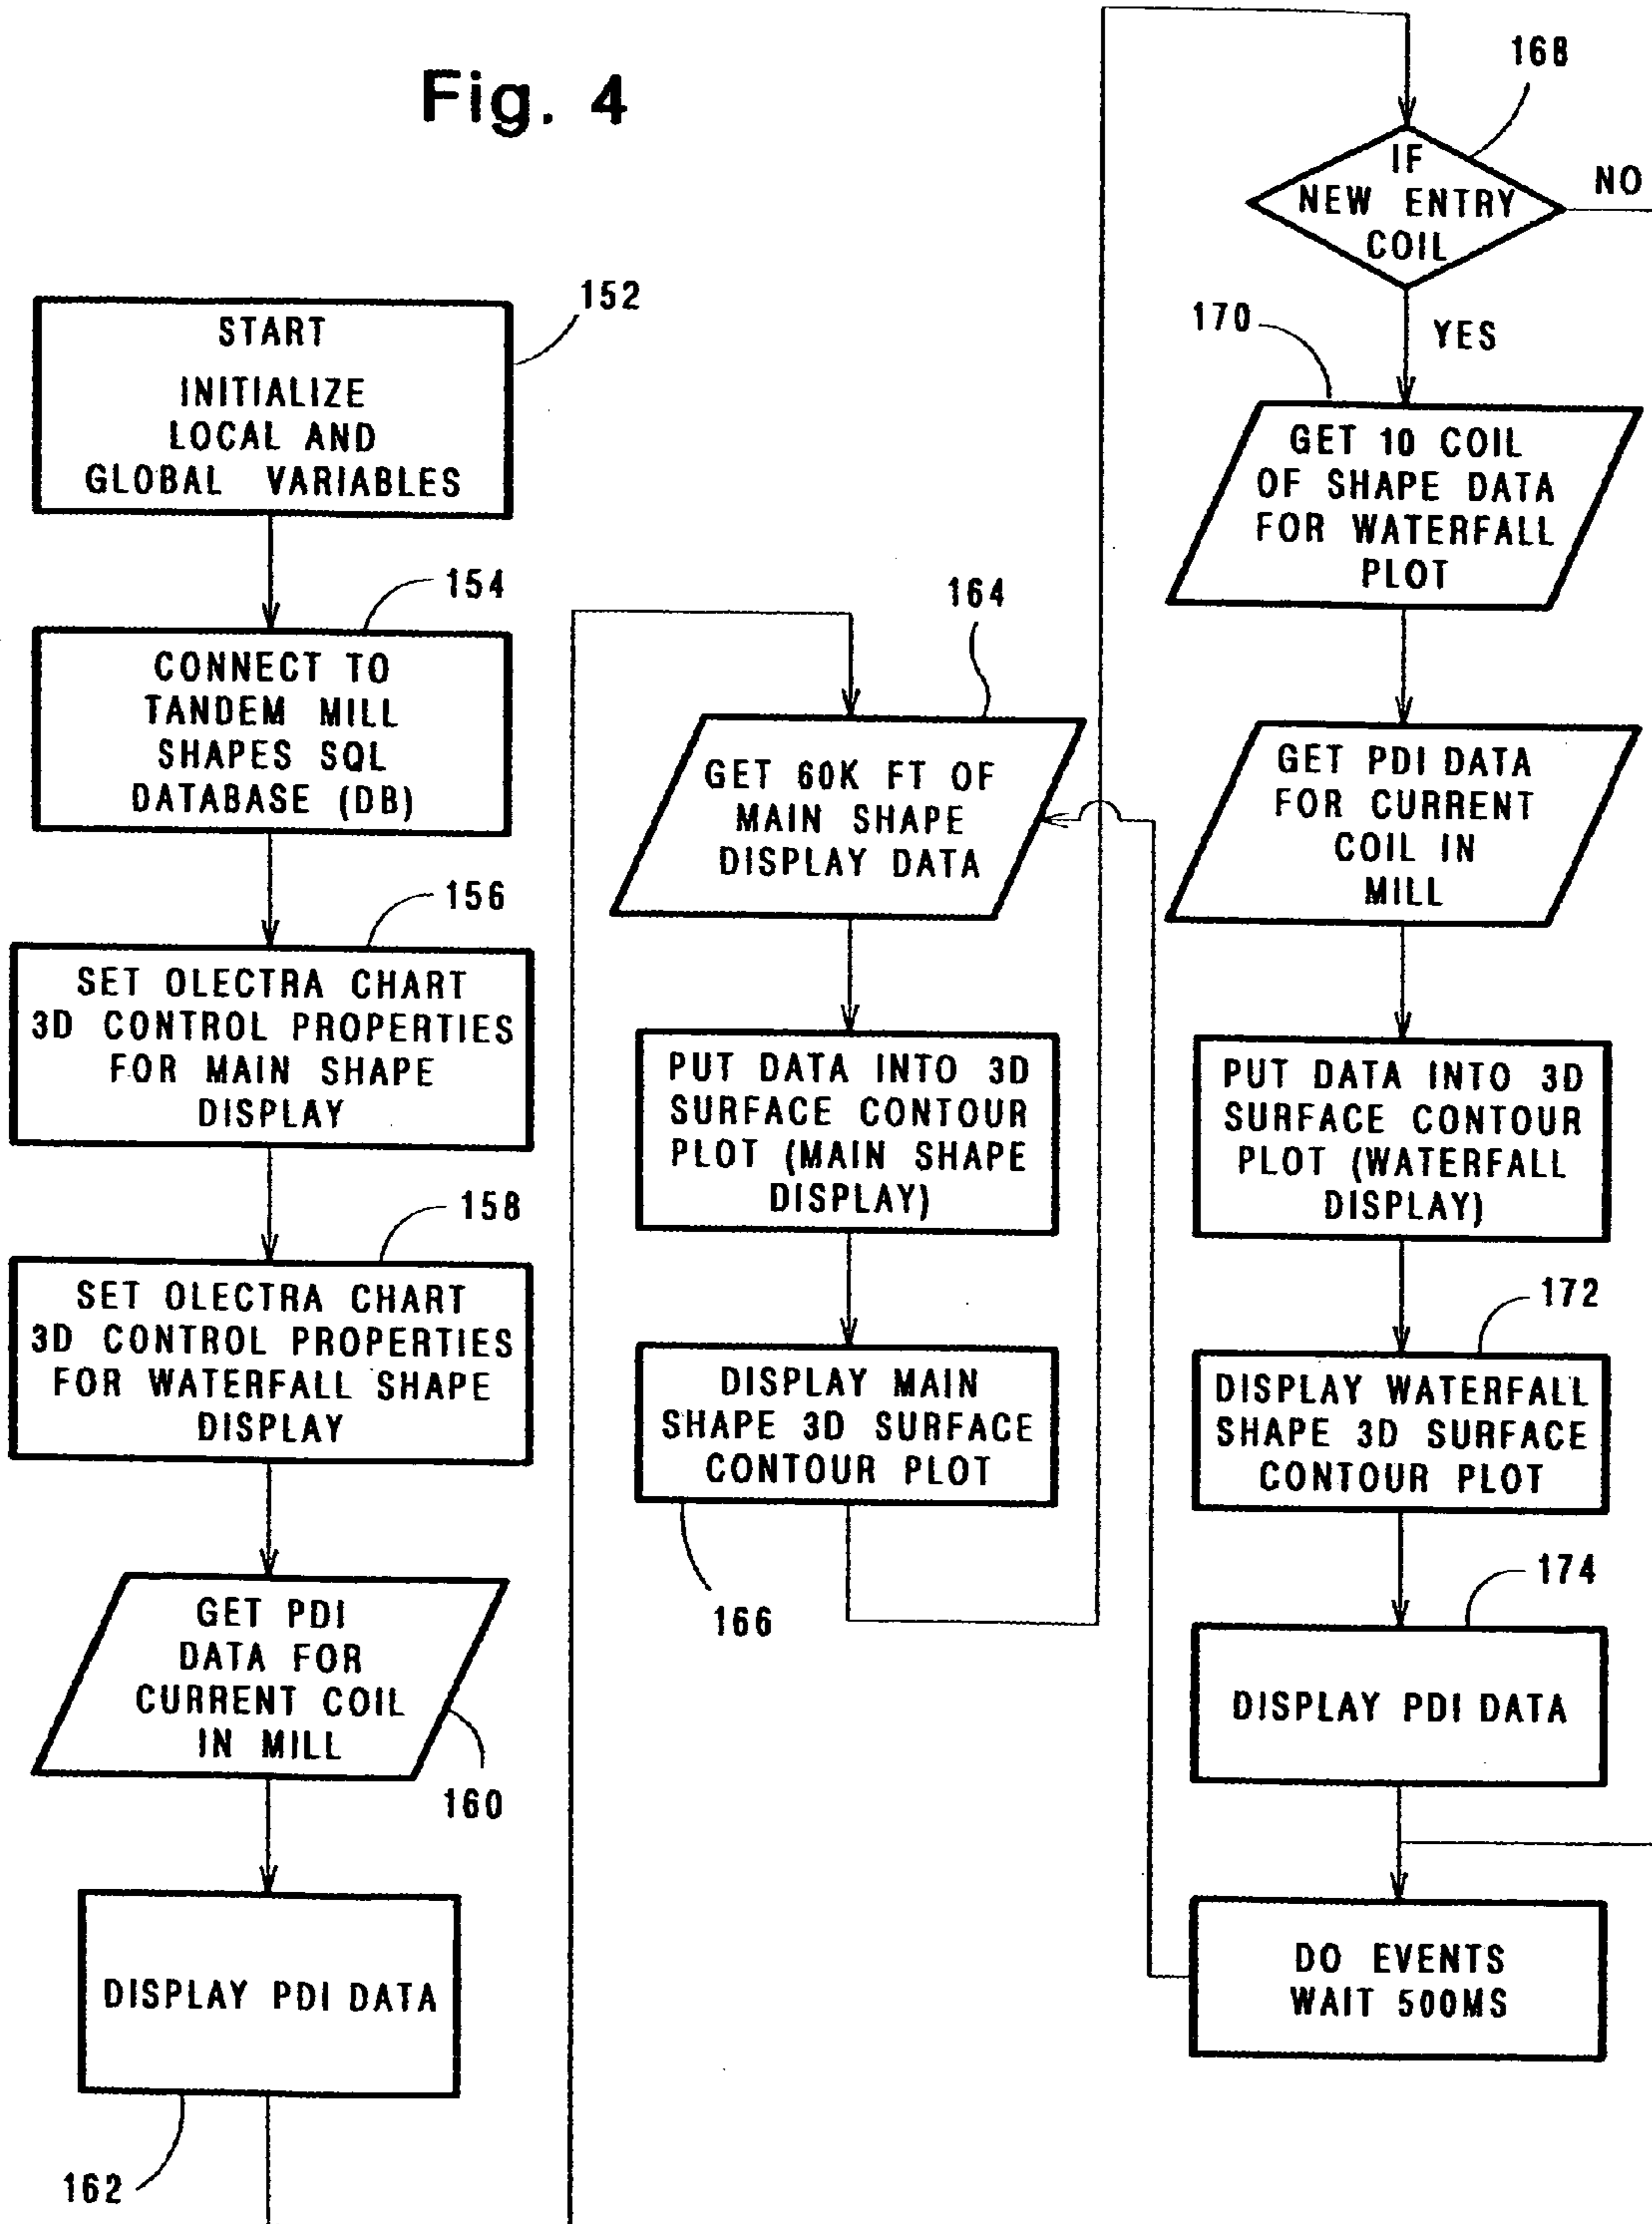 Fig. 4
152
START
INITIALIZE
LOCAL AND
GLOBAL VARIABLES
154
CONNECT TO
TANDEM MILL
SHAPES SQL
DATABASE (DB)
156
SET OLECTRA CHART
3D CONTROL PROPERTIES
FOR MAIN SHAPE
DISPLAY
158
SET OLECTRA CHART
3D CONTROL PROPERTIES
FOR WATERFALL SHAPE
DISPLAY
GET PDI
DATA FOR
CURRENT COIL
IN MILL
160
DISPLAY PDI DATA
162
164
GET 60K FT OF
MAIN SHAPE
DISPLAY DATA
PUT DATA INTO 3D
SURFACE CONTOUR
PLOT (MAIN SHAPE
DISPLAY)
DISPLAY MAIN
SHAPE 3D SURFACE
CONTOUR PLOT
166
168
IF
NEW ENTRY
COIL
NO
YES
170
GET 10 COIL
OF SHAPE DATA
FOR WATERFALL
PLOT
GET PDI DATA
FOR CURRENT
COIL IN
MILL
PUT DATA INTO 3D
SURFACE CONTOUR
PLOT (WATERFALL
DISPLAY)
172
DISPLAY WATERFALL
SHAPE 3D SURFACE
CONTOUR PLOT
174
DISPLAY PDI DATA
DO EVENTS
WAIT 500MS